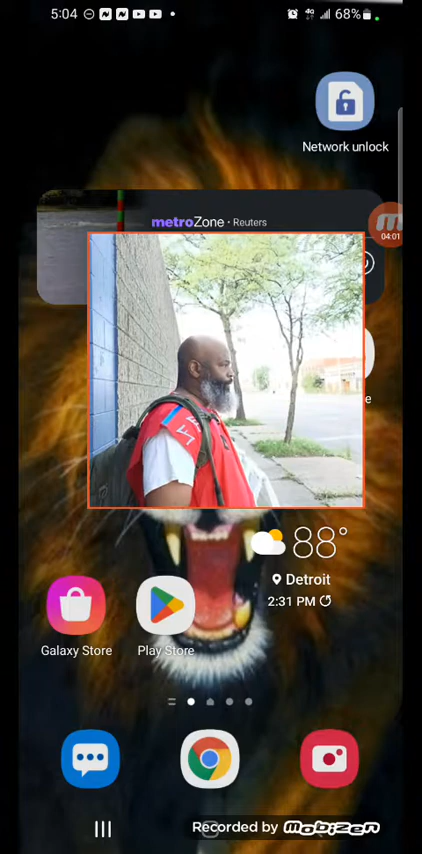 5:04
4G
68%
Network unlock
metroZone · Reuters
04:01
e
88°
Detroit
2:31 PM
Galaxy Store
Play Store
Recorded by Mobizen